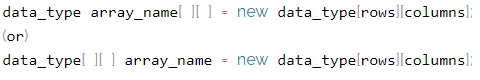 data_type array_name[ ][ ] = new data_type[rows][columns];
(or)
data_type[ ][ ] array_name = new data_type[rows][columns];